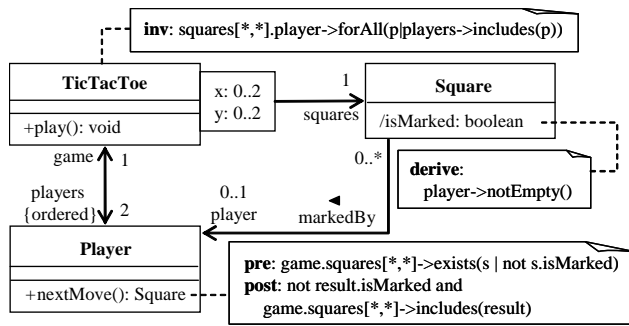 inv: squares[*,*].player->forAll(p|players->includes(p))
TicTacToe
+play(): void
x: 0..2
y: 0..2
1
squares
Square
/isMarked: boolean
derive:
player->notEmpty()
game
1
players
{ordered}
2
0..*
0..1
player
◄
markedBy
Player
+nextMove(): Square
pre: game.squares[*,*]->exists(s | not s.isMarked)
post: not result.isMarked and
game.squares[*,*]->includes(result)